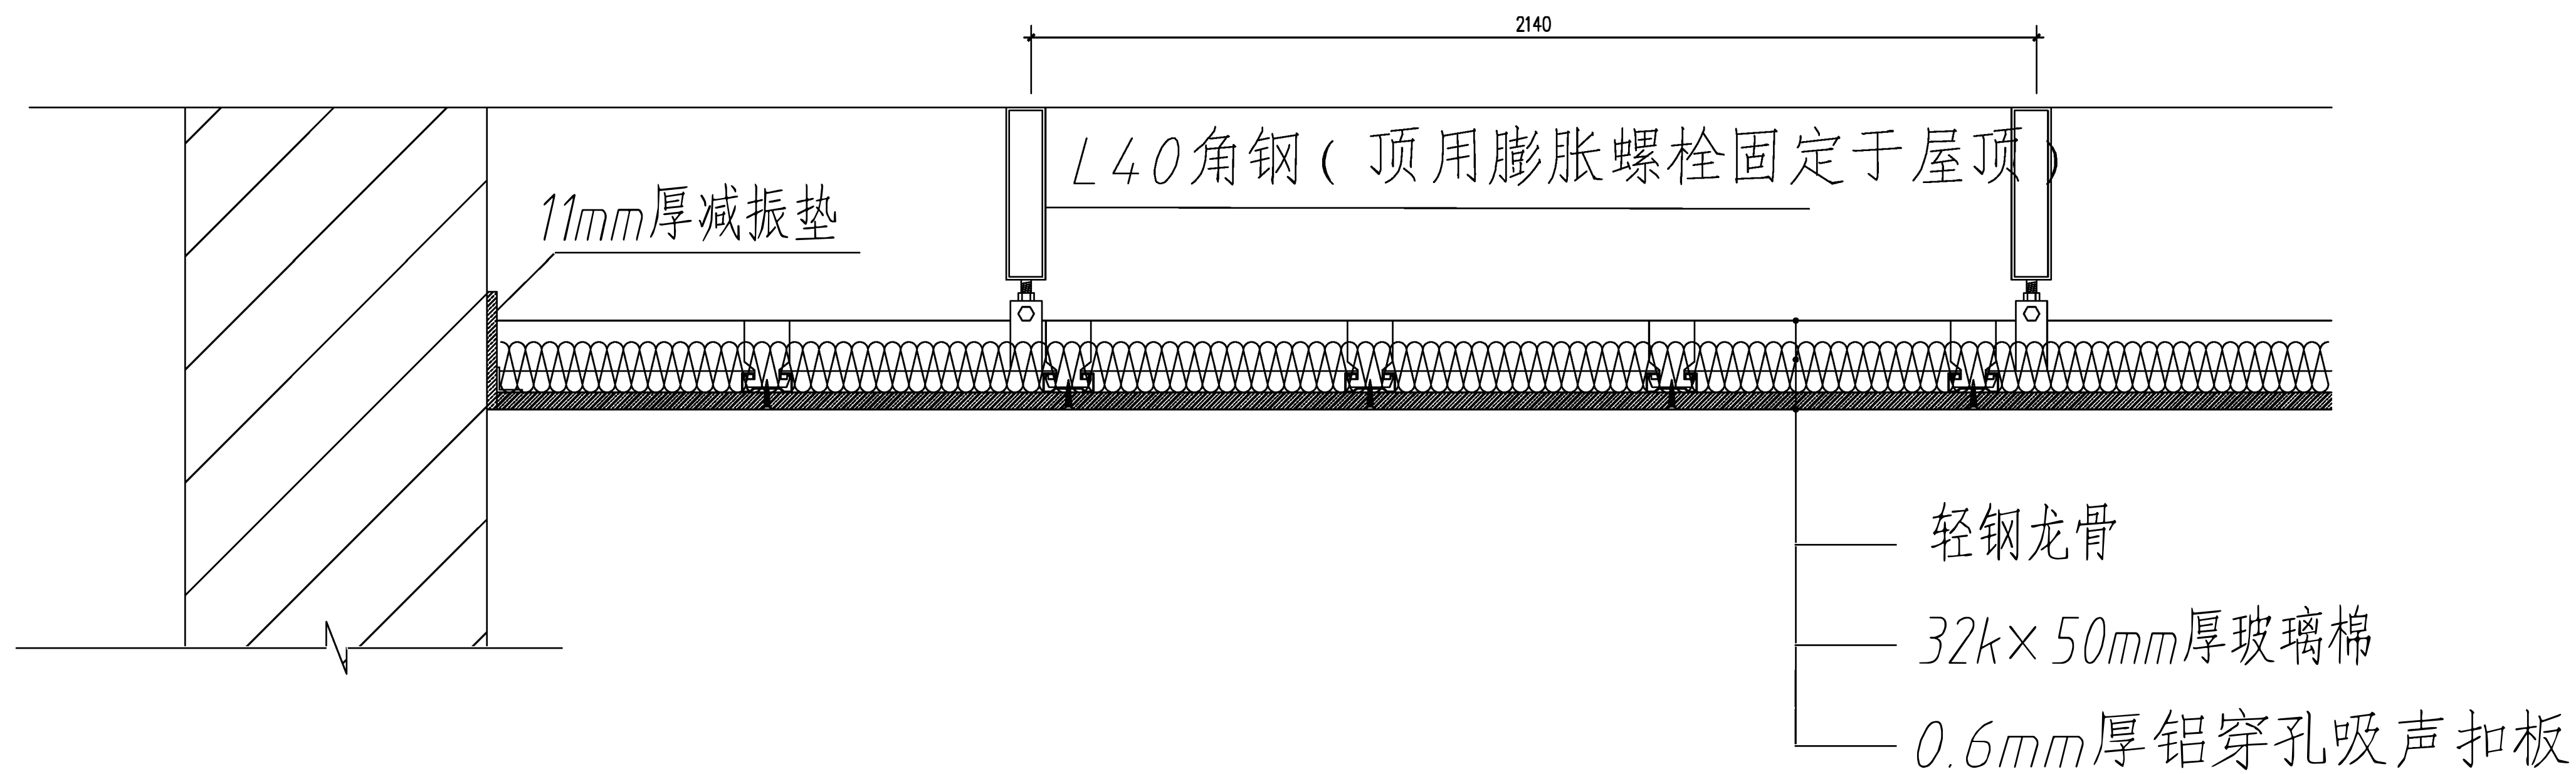 2140
L40角钢(顶用膨胀螺栓固定于屋顶)
11mm厚减振垫
轻钢龙骨
32k×50mm厚玻璃棉
0.6mm厚铝穿孔吸声扣板